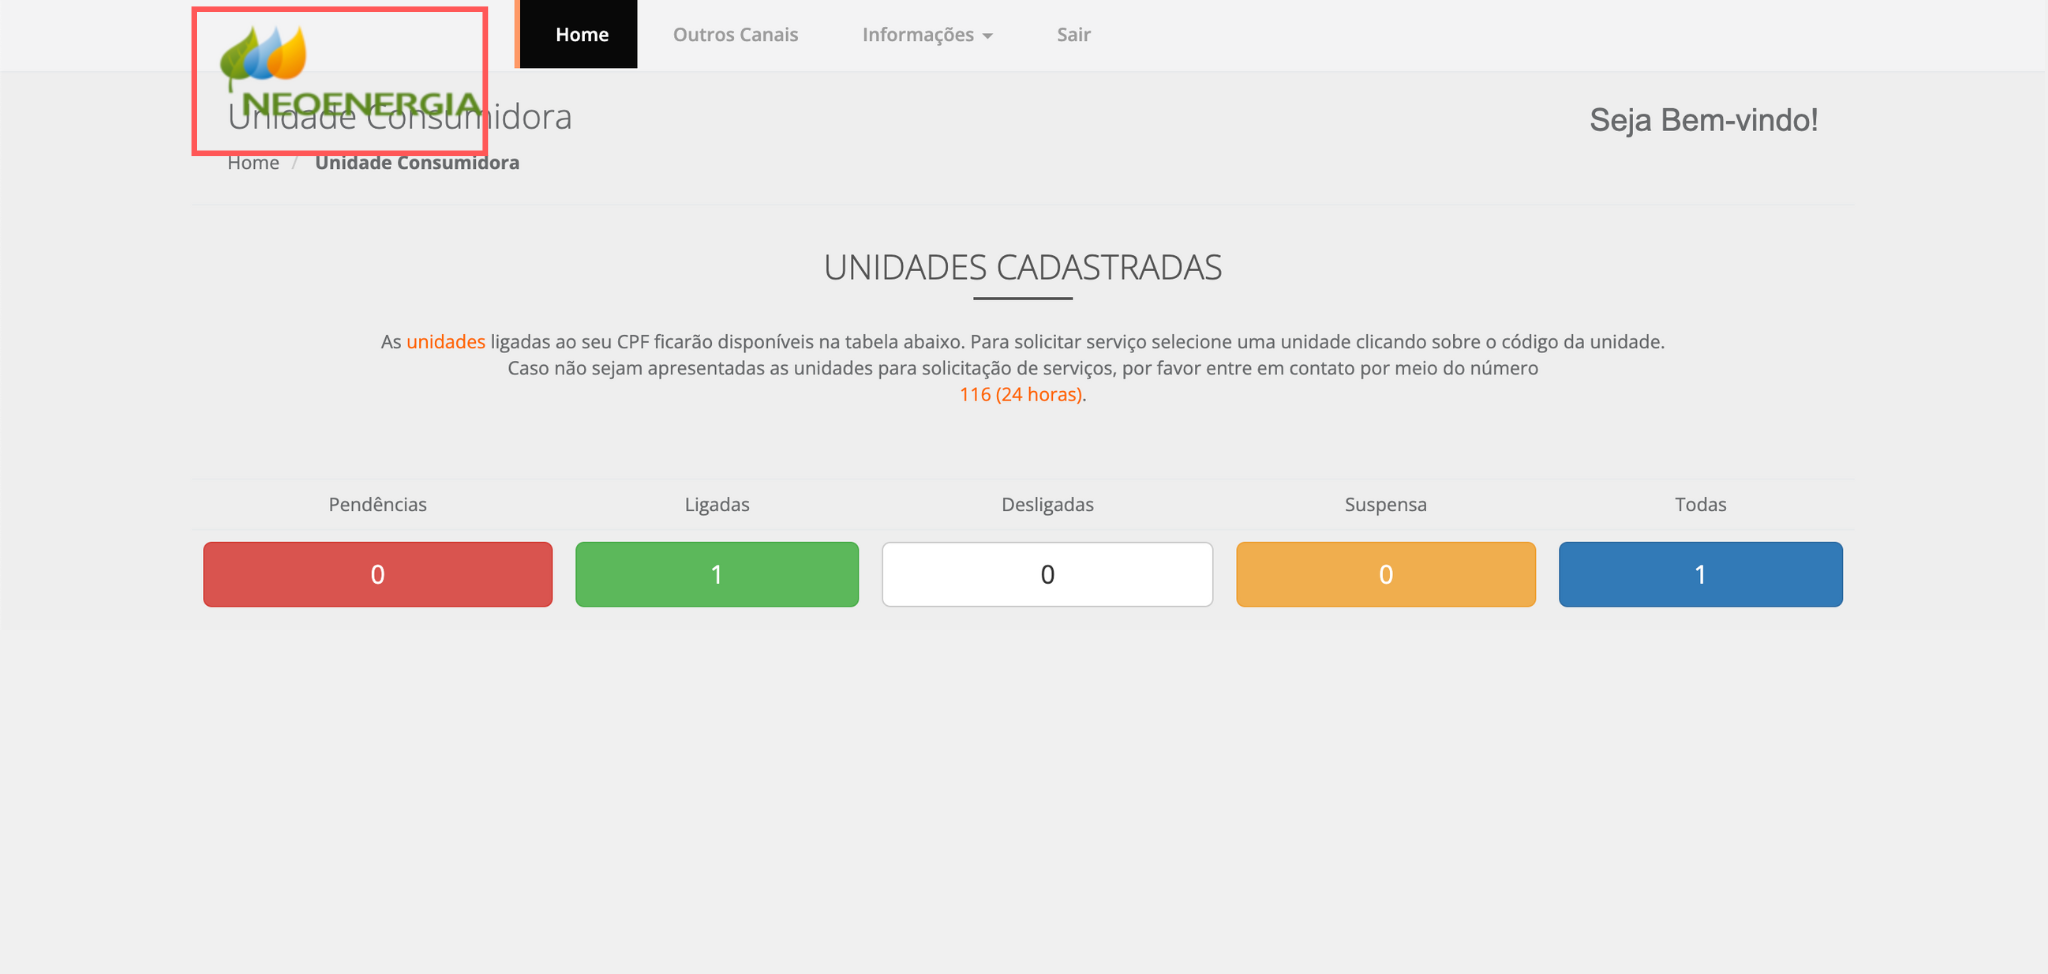 Home Outros Canais Informações Sair
NEOENERGIA
Unidade Consumidora
Seja Bem-vindo!
Home / Unidade Consumidora
UNIDADES CADASTRADAS
As unidades ligadas ao seu CPF ficarão disponíveis na tabela abaixo. Para solicitar serviço selecione uma unidade clicando sobre o código da unidade.
Caso não sejam apresentadas as unidades para solicitação de serviços, por favor entre em contato por meio do número
116 (24 horas).
Pendências Ligadas Desligadas Suspensa Todas
0 1 0 0 1